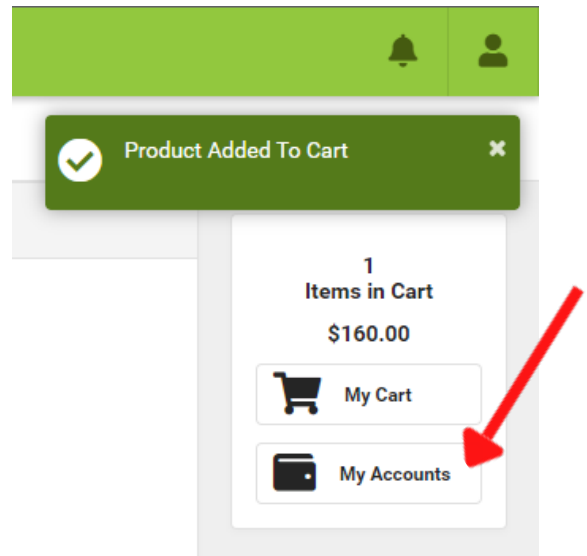 Product Added To Cart
1
Items in Cart
$160.00
My Cart
My Accounts